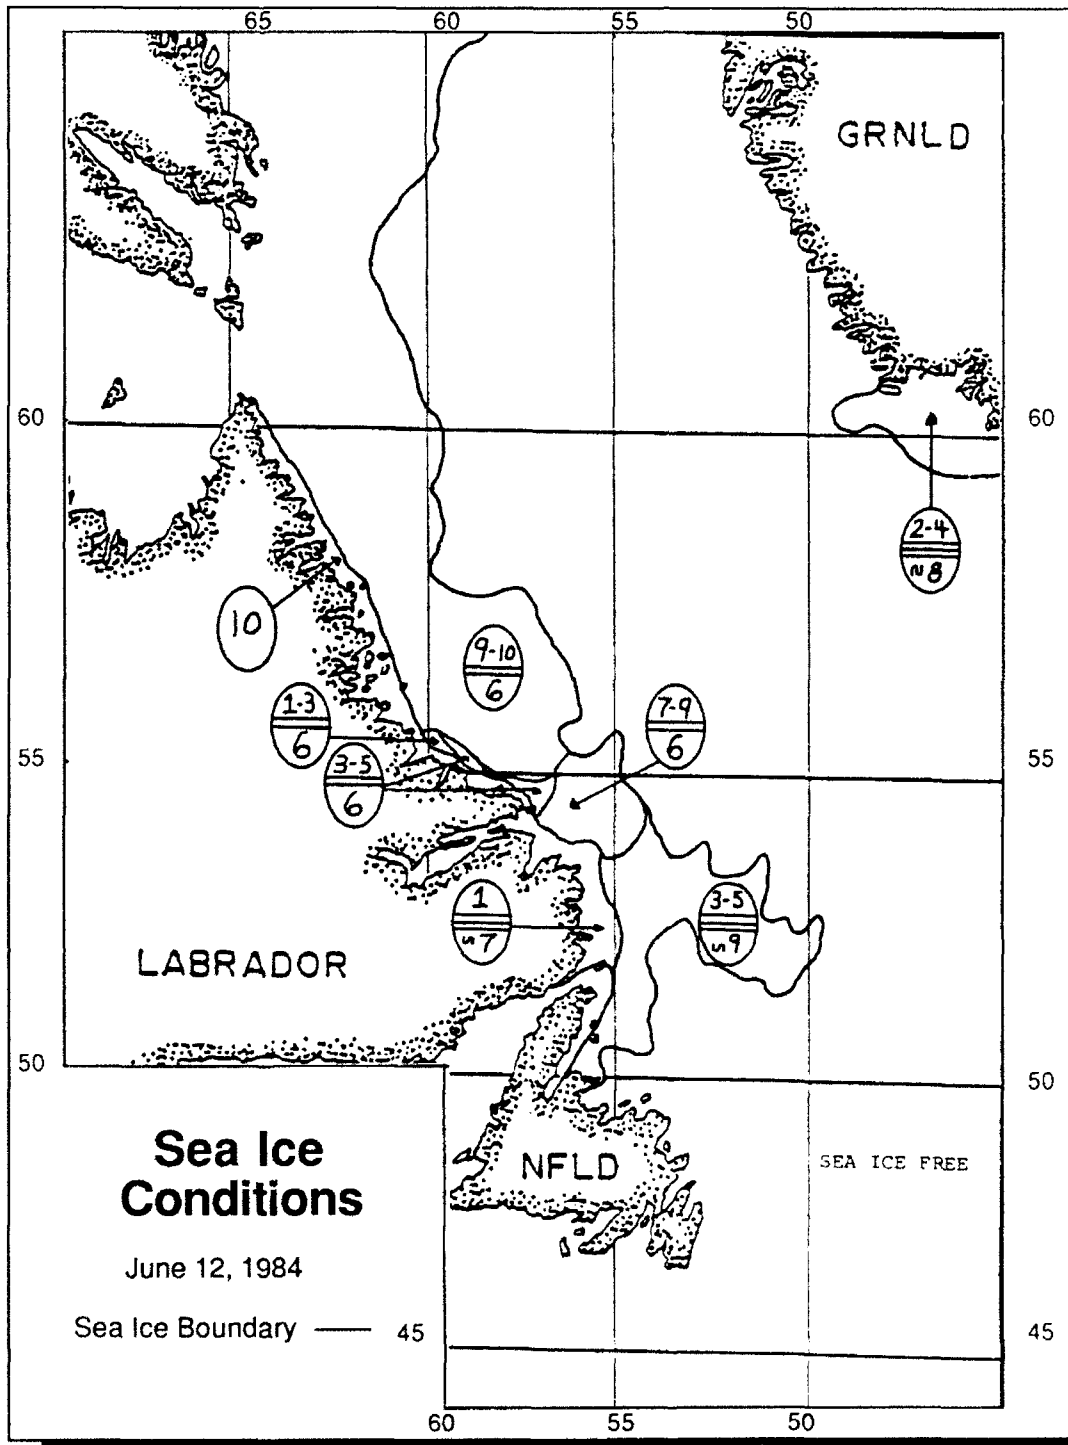 65 60 55 50
GRNLD
60 60
2-4
~8
10
9-10
6
1-3
6
7-9
6
55 55
3-5
6
1
~7
3-5
~9
LABRADOR
50 50
Sea Ice
Conditions
NFLD
SEA ICE FREE
June 12, 1984
Sea Ice Boundary — 45 45
60 55 50